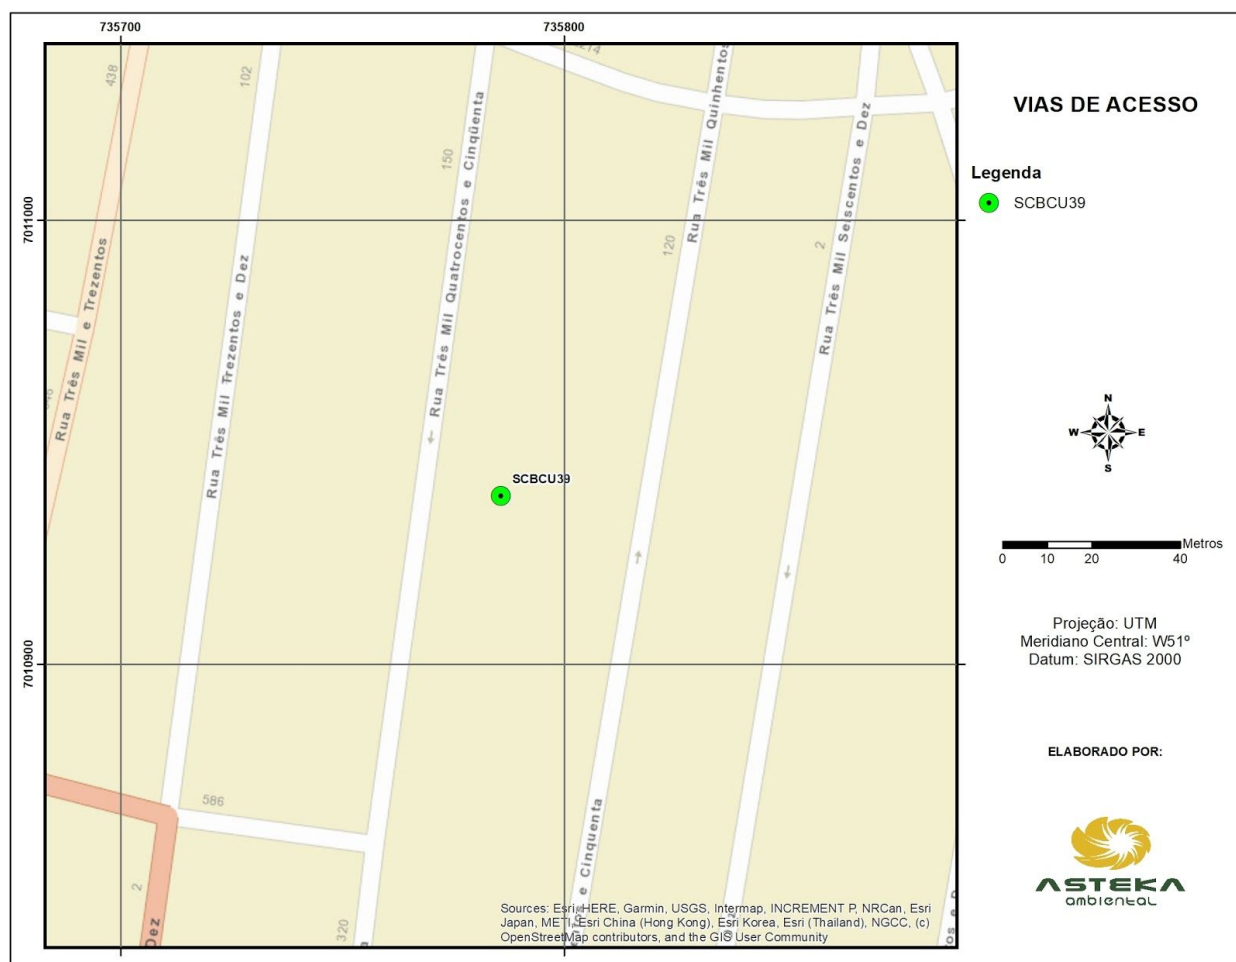 735700
735800
438
102
274
Rua Três Mil Quinhentos
VIAS DE ACESSO
Rua Três Mil Quatrocentos e Cinqüenta
150
Rua Três Mil Seiscentos e Dez
Legenda
SCBCU39
7011000
120
2
Rua Três Mil e Trezentos
Rua Três Mil Trezentos e Dez
N
W
E
S
SCBCU39
Metros
0 10 20 40
Projeção: UTM
Meridiano Central: W51º
Datum: SIRGAS 2000
7010900
ELABORADO POR:
586
e Cinquenta
2
Dez
320
Sources: Esri, HERE, Garmin, USGS, Intermap, INCREMENT P, NRCan, Esri
Japan, METI, Esri China (Hong Kong), Esri Korea, Esri (Thailand), NGCC, (c)
OpenStreetMap contributors, and the GIS User Community
ASTEKA
ambiental